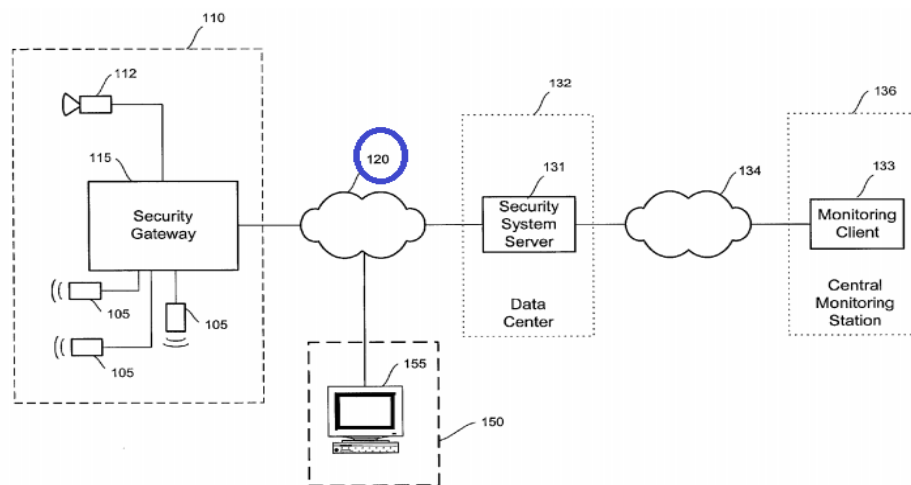 110
112
132
136
120
115
131
134
133
Security
Gateway
Security
System
Server
Monitoring
Client
105
105
105
Data
Center
Central
Monitoring
Station
155
150